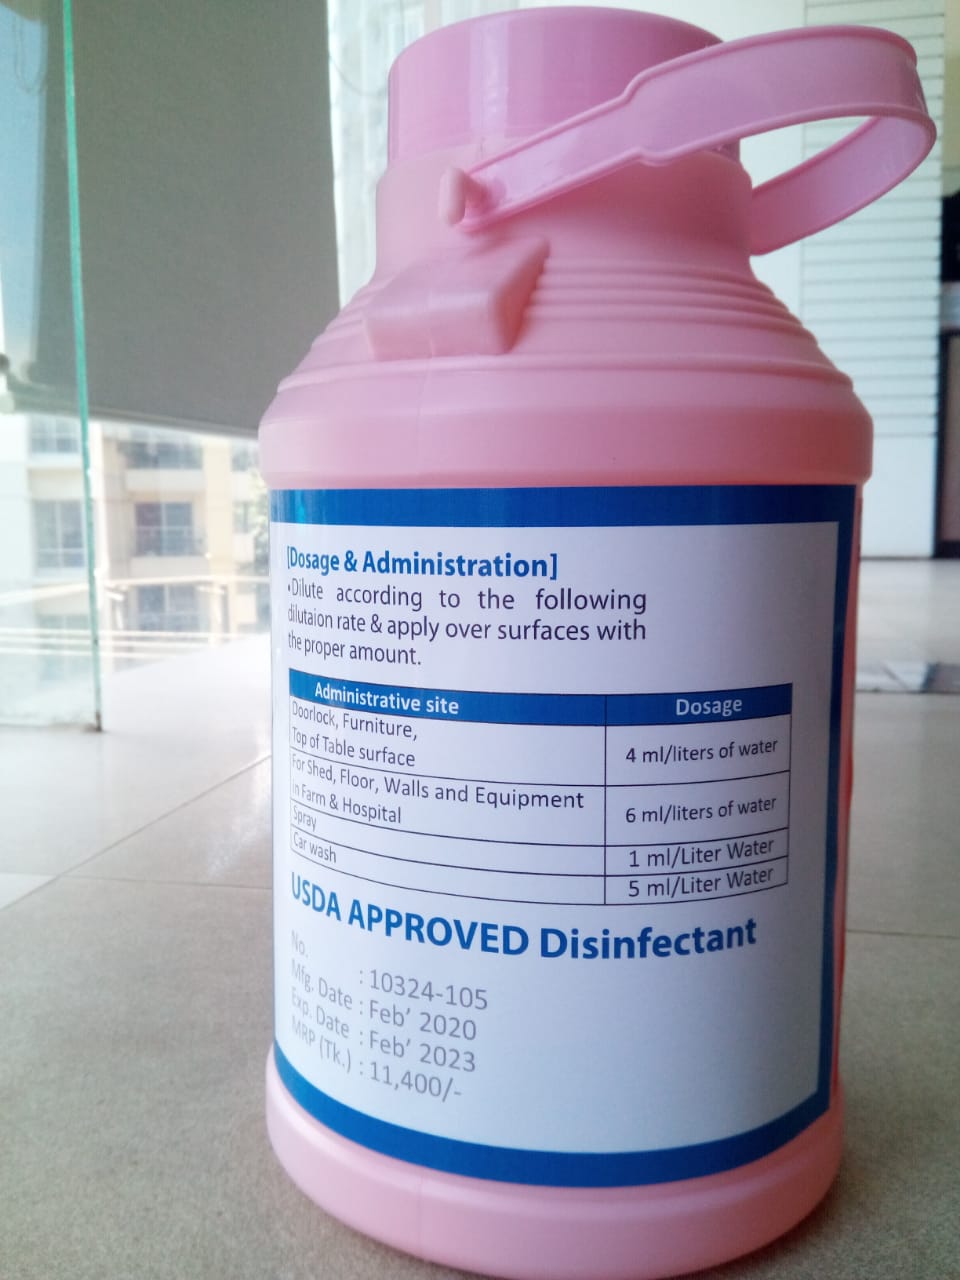 [Dosage & Administration]
•Dilute according to the following
dilutaion rate & apply over surfaces with
the proper amount.
Administrative site Dosage
Doorlock, Furniture,
Top of Table surface 4 ml/liters of water
For Shed, Floor, Walls and Equipment
in Farm & Hospital 6 ml/liters of water
Spray 1 ml/Liter Water
Car wash 5 ml/Liter Water
USDA APPROVED Disinfectant
No. : 10324-105
Mfg. Date : Feb’ 2020
Exp. Date : Feb’ 2023
MRP (Tk.) : 11,400/-